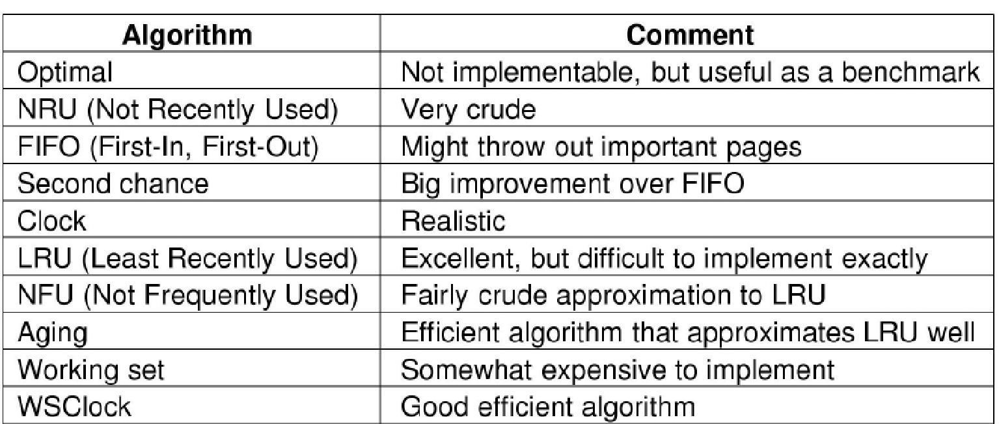 Algorithm Comment
Optimal Not implementable, but useful as a benchmark
NRU (Not Recently Used) Very crude
FIFO (First-In, First-Out) Might throw out important pages
Second chance Big improvement over FIFO
Clock Realistic
LRU (Least Recently Used) Excellent, but difficult to implement exactly
NFU (Not Frequently Used) Fairly crude approximation to LRU
Aging Efficient algorithm that approximates LRU well
Working set Somewhat expensive to implement
WSClock Good efficient algorithm